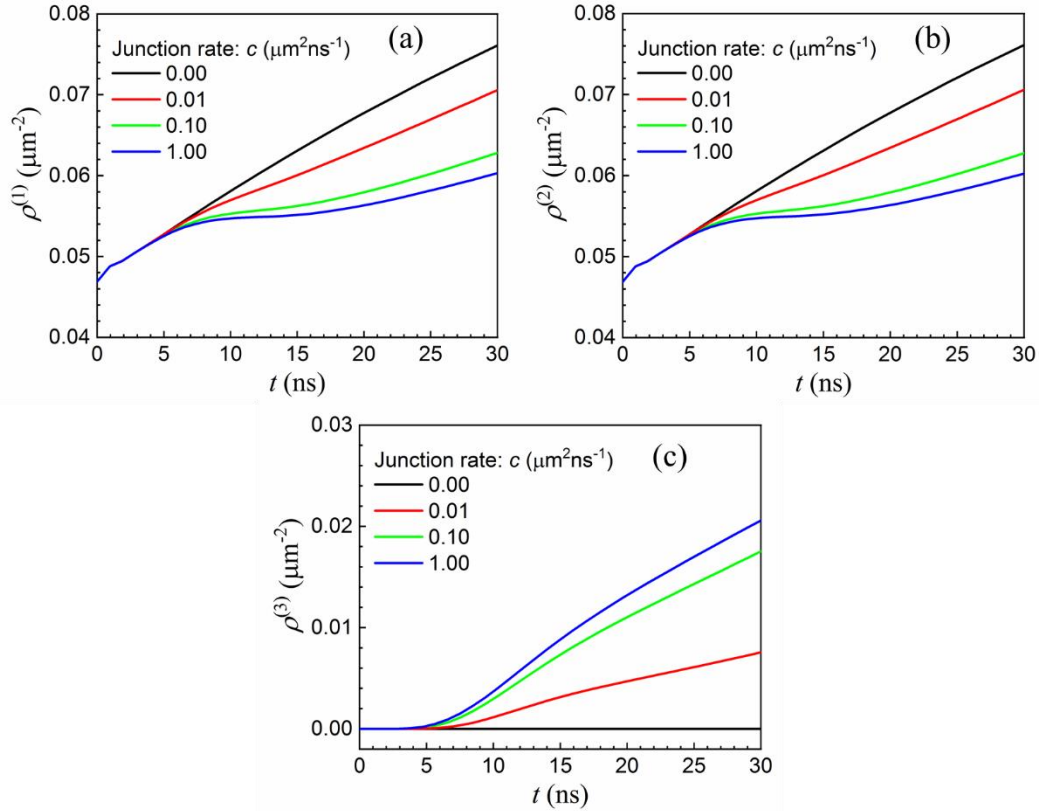 0.08
Junction rate: c (μm²ns⁻¹)
(a)
0.00
0.01
0.10
1.00
0.07
0.06
0.05
0.04
ρ⁽¹⁾ (μm⁻²)
0 5 10 15 20 25 30
t (ns)
0.08
Junction rate: c (μm²ns⁻¹)
(b)
0.00
0.01
0.10
1.00
0.07
0.06
0.05
0.04
ρ⁽²⁾ (μm⁻²)
0 5 10 15 20 25 30
t (ns)
0.03
Junction rate: c (μm²ns⁻¹)
(c)
0.00
0.01
0.10
1.00
0.02
0.01
0.00
ρ⁽³⁾ (μm⁻²)
0 5 10 15 20 25 30
t (ns)